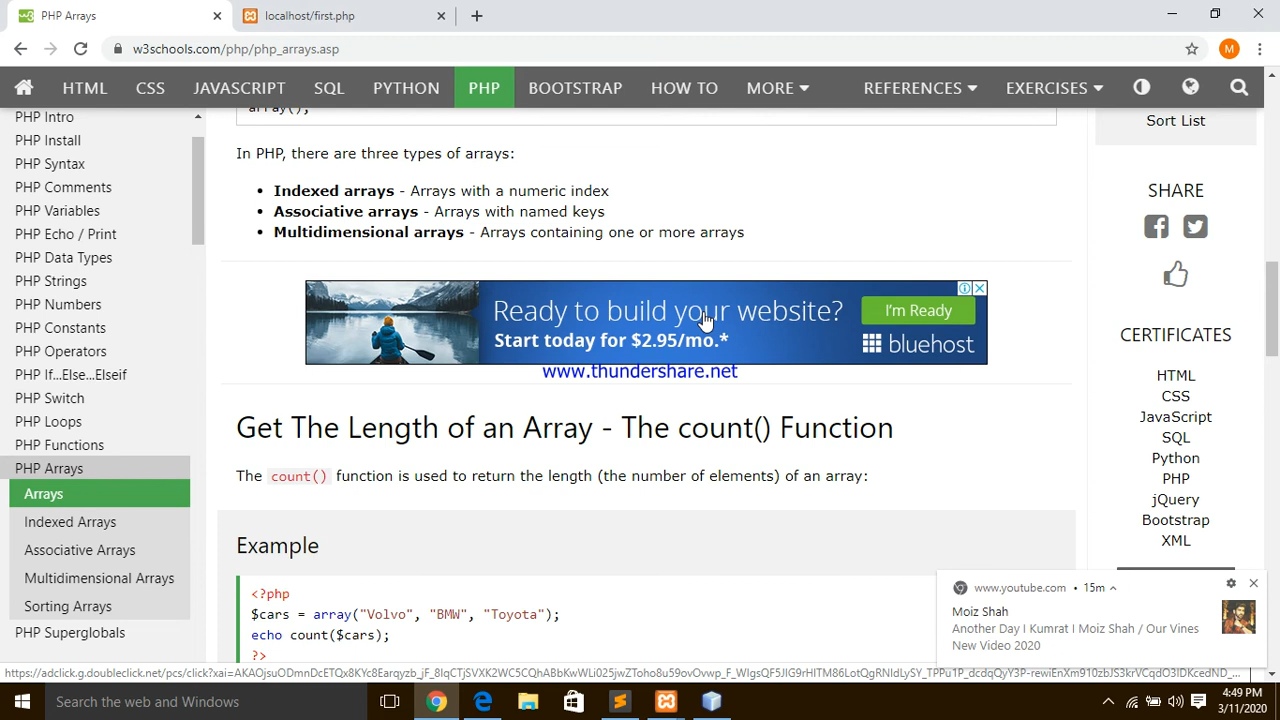 PHP Arrays
localhost/first.php
w3schools.com/php/php_arrays.asp
M
HTML CSS JAVASCRIPT SQL PYTHON PHP BOOTSTRAP HOW TO MORE REFERENCES EXERCISES
PHP Intro
PHP Install
PHP Syntax
PHP Comments
PHP Variables
PHP Echo / Print
PHP Data Types
PHP Strings
PHP Numbers
PHP Constants
PHP Operators
PHP If...Else...Elseif
PHP Switch
PHP Loops
PHP Functions
PHP Arrays
Arrays
Indexed Arrays
Associative Arrays
Multidimensional Arrays
Sorting Arrays
PHP Superglobals
array();
In PHP, there are three types of arrays:
• Indexed arrays - Arrays with a numeric index
• Associative arrays - Arrays with named keys
• Multidimensional arrays - Arrays containing one or more arrays
Ready to build your website?
Start today for $2.95/mo.*
I'm Ready
bluehost
www.thundershare.net
Get The Length of an Array - The count() Function
The count() function is used to return the length (the number of elements) of an array:
Example
<?php
$cars = array("Volvo", "BMW", "Toyota");
echo count($cars);
?>
Sort List
SHARE
CERTIFICATES
HTML
CSS
JavaScript
SQL
Python
PHP
jQuery
Bootstrap
XML
www.youtube.com • 15m
Moiz Shah
Another Day I Kumrat I Moiz Shah / Our Vines
New Video 2020
Search the web and Windows
4:49 PM
3/11/2020